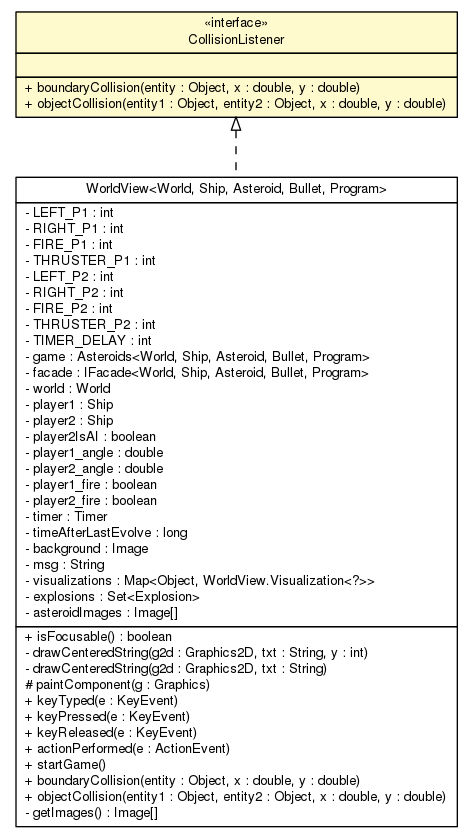 «interface»
CollisionListener
+ boundaryCollision(entity : Object, x : double, y : double)
+ objectCollision(entity1 : Object, entity2 : Object, x : double, y : double)
WorldView<World, Ship, Asteroid, Bullet, Program>
- LEFT_P1 : int
- RIGHT_P1 : int
- FIRE_P1 : int
- THRUSTER_P1 : int
- LEFT_P2 : int
- RIGHT_P2 : int
- FIRE_P2 : int
- THRUSTER_P2 : int
- TIMER_DELAY : int
- game : Asteroids<World, Ship, Asteroid, Bullet, Program>
- facade : IFacade<World, Ship, Asteroid, Bullet, Program>
- world : World
- player1 : Ship
- player2 : Ship
- player2IsAI : boolean
- player1_angle : double
- player2_angle : double
- player1_fire : boolean
- player2_fire : boolean
- timer : Timer
- timeAfterLastEvolve : long
- background : Image
- msg : String
- visualizations : Map<Object, WorldView.Visualization<?>>
- explosions : Set<Explosion>
- asteroidImages : Image[]
+ isFocusable() : boolean
- drawCenteredString(g2d : Graphics2D, txt : String, y : int)
- drawCenteredString(g2d : Graphics2D, txt : String)
# paintComponent(g : Graphics)
+ keyTyped(e : KeyEvent)
+ keyPressed(e : KeyEvent)
+ keyReleased(e : KeyEvent)
+ actionPerformed(e : ActionEvent)
+ startGame()
+ boundaryCollision(entity : Object, x : double, y : double)
+ objectCollision(entity1 : Object, entity2 : Object, x : double, y : double)
- getImages() : Image[]